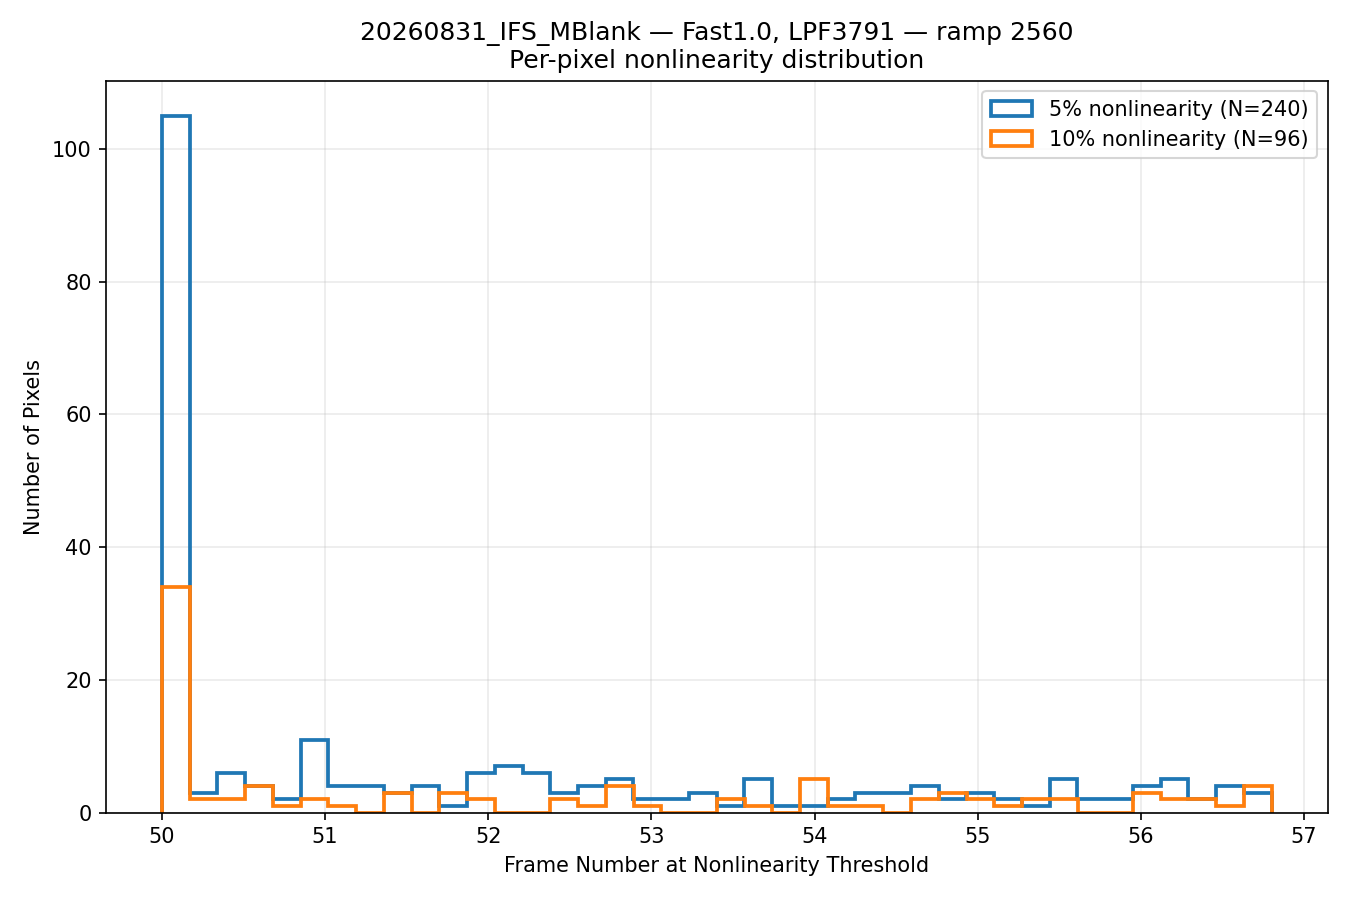 20260831_IFS_MBlank — Fast1.0, LPF3791 — ramp 2560
Per-pixel nonlinearity distribution
5% nonlinearity (N=240)
10% nonlinearity (N=96)
Number of Pixels
100
80
60
40
20
0
50 51 52 53 54 55 56 57
Frame Number at Nonlinearity Threshold